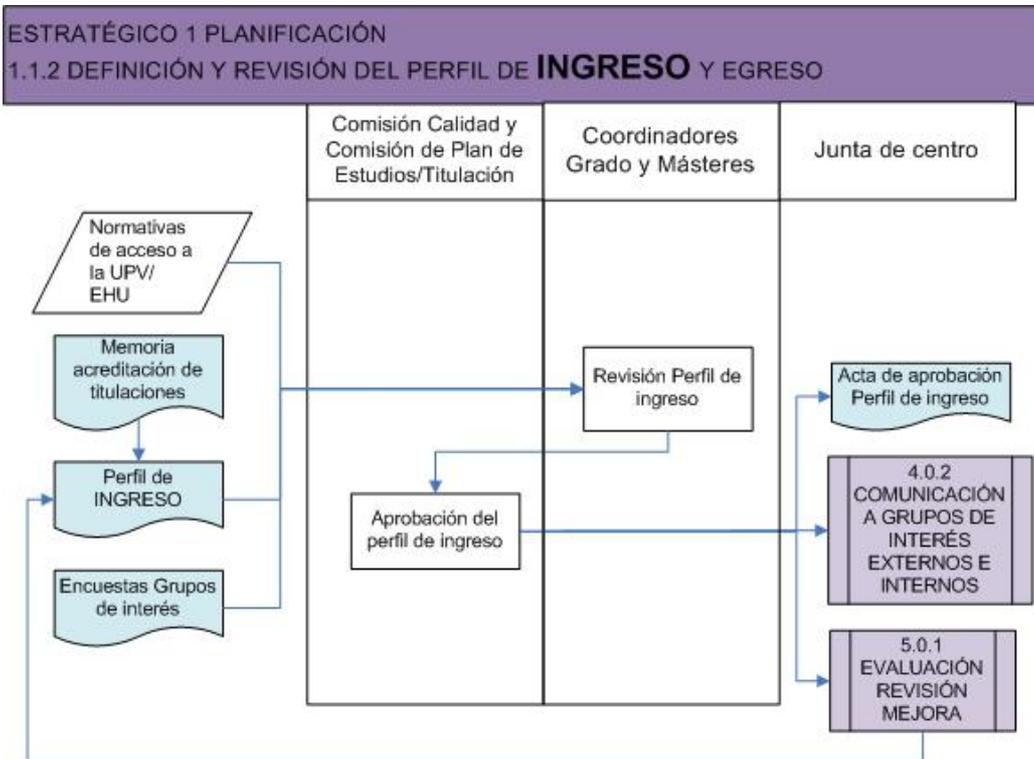 ESTRATÉGICO 1 PLANIFICACIÓN
1.1.2 DEFINICIÓN Y REVISIÓN DEL PERFIL DE INGRESO Y EGRESO
Comisión Calidad y
Comisión de Plan de
Estudios/Titulación
Coordinadores
Grado y Másteres
Junta de centro
Normativas
de acceso a
la UPV/
EHU
Memoria
acreditación de
titulaciones
Perfil de
INGRESO
Encuestas Grupos
de interés
Revisión Perfil de
ingreso
Aprobación del
perfil de ingreso
Acta de aprobación
Perfil de ingreso
4.0.2
COMUNICACIÓN
A GRUPOS DE
INTERÉS
EXTERNOS E
INTERNOS
5.0.1
EVALUACIÓN
REVISIÓN
MEJORA